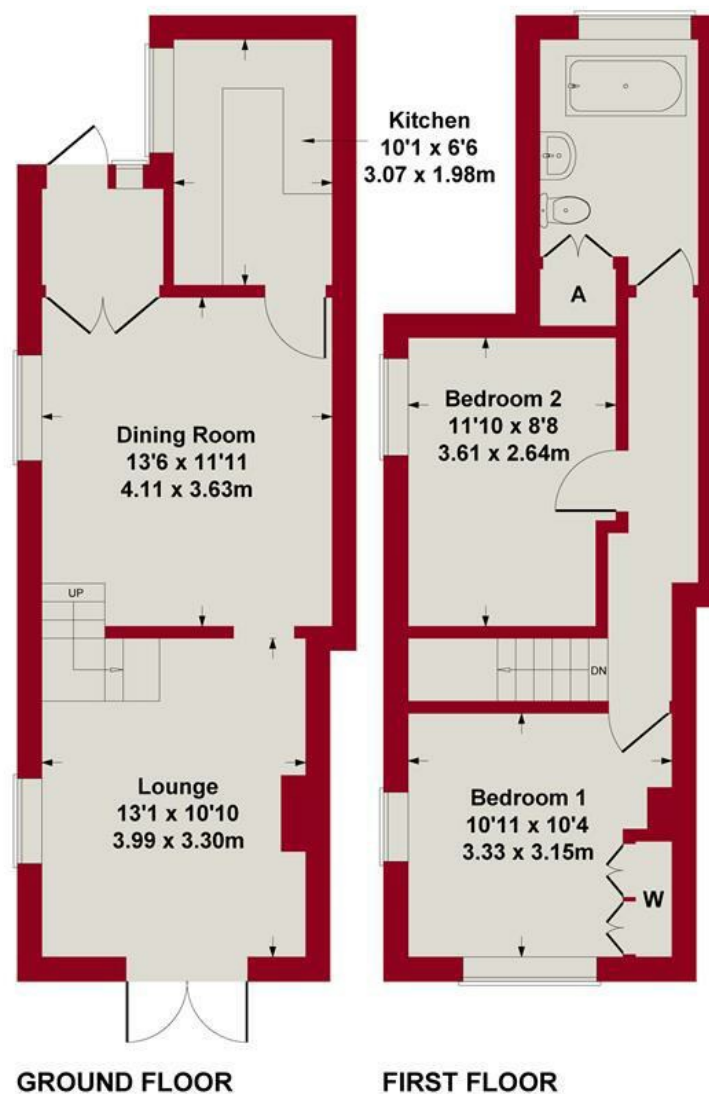 Kitchen
10'1 x 6'6
3.07 x 1.98m
Dining Room
13'6 x 11'11
4.11 x 3.63m
UP
Lounge
13'1 x 10'10
3.99 x 3.30m
GROUND FLOOR
A
Bedroom 2
11'10 x 8'8
3.61 x 2.64m
DN
Bedroom 1
10'11 x 10'4
3.33 x 3.15m
W
FIRST FLOOR